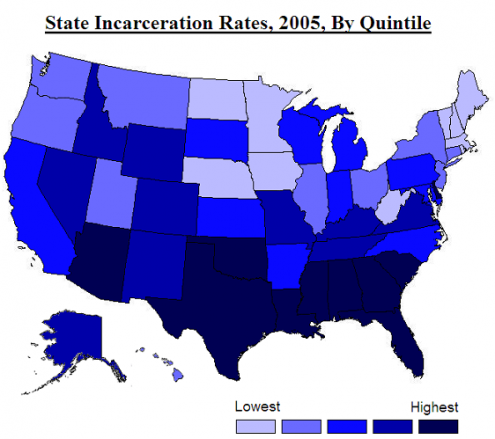 State Incarceration Rates, 2005, By Quintile
Lowest Highest